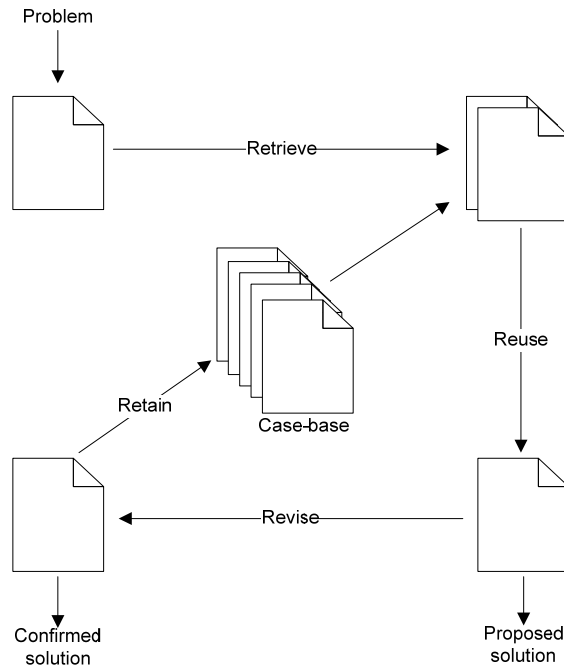 Problem
Retrieve
Reuse
Retain
Case-base
Revise
Confirmed
solution
Proposed
solution